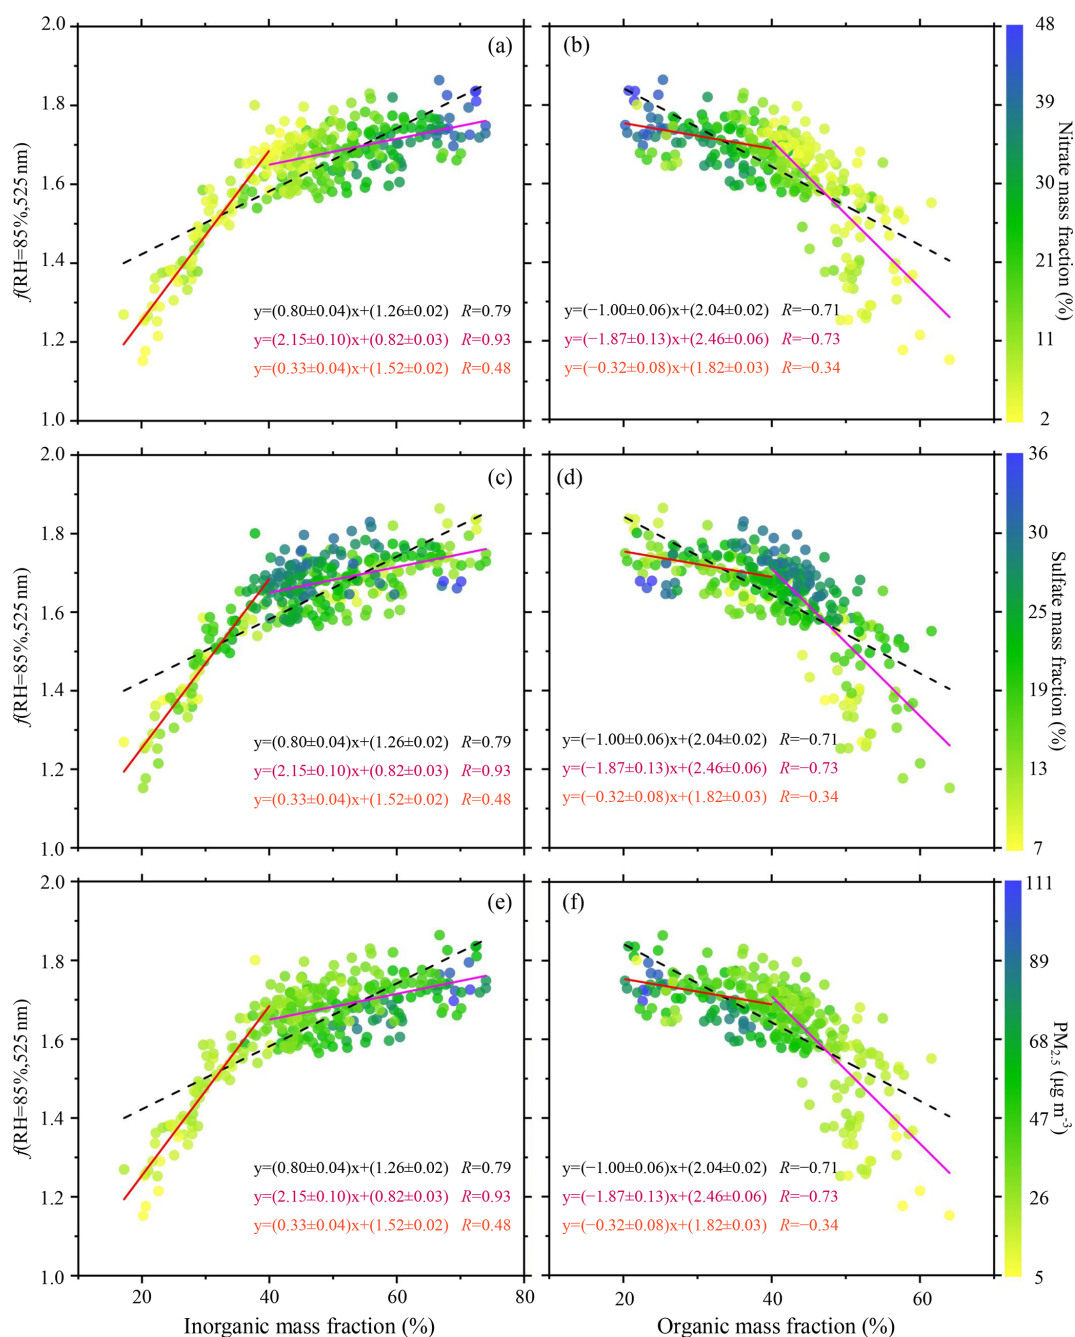 2.0
1.8
1.6
1.4
1.2
1.0
f(RH=85%,525 nm)
(a)
y=(0.80±0.04)x+(1.26±0.02) R=0.79
y=(2.15±0.10)x+(0.82±0.03) R=0.93
y=(0.33±0.04)x+(1.52±0.02) R=0.48
(b)
y=(−1.00±0.06)x+(2.04±0.02) R=−0.71
y=(−1.87±0.13)x+(2.46±0.06) R=−0.73
y=(−0.32±0.08)x+(1.82±0.03) R=−0.34
48
39
30
21
11
2
Nitrate mass fraction (%)
2.0
1.8
1.6
1.4
1.2
1.0
f(RH=85%,525 nm)
(c)
y=(0.80±0.04)x+(1.26±0.02) R=0.79
y=(2.15±0.10)x+(0.82±0.03) R=0.93
y=(0.33±0.04)x+(1.52±0.02) R=0.48
(d)
y=(−1.00±0.06)x+(2.04±0.02) R=−0.71
y=(−1.87±0.13)x+(2.46±0.06) R=−0.73
y=(−0.32±0.08)x+(1.82±0.03) R=−0.34
36
30
25
19
13
7
Sulfate mass fraction (%)
2.0
1.8
1.6
1.4
1.2
1.0
f(RH=85%,525 nm)
(e)
y=(0.80±0.04)x+(1.26±0.02) R=0.79
y=(2.15±0.10)x+(0.82±0.03) R=0.93
y=(0.33±0.04)x+(1.52±0.02) R=0.48
(f)
y=(−1.00±0.06)x+(2.04±0.02) R=−0.71
y=(−1.87±0.13)x+(2.46±0.06) R=−0.73
y=(−0.32±0.08)x+(1.82±0.03) R=−0.34
111
89
68
47
26
5
PM2.5 (μg m-3)
20 40 60 80
20 40 60
Inorganic mass fraction (%)
Organic mass fraction (%)